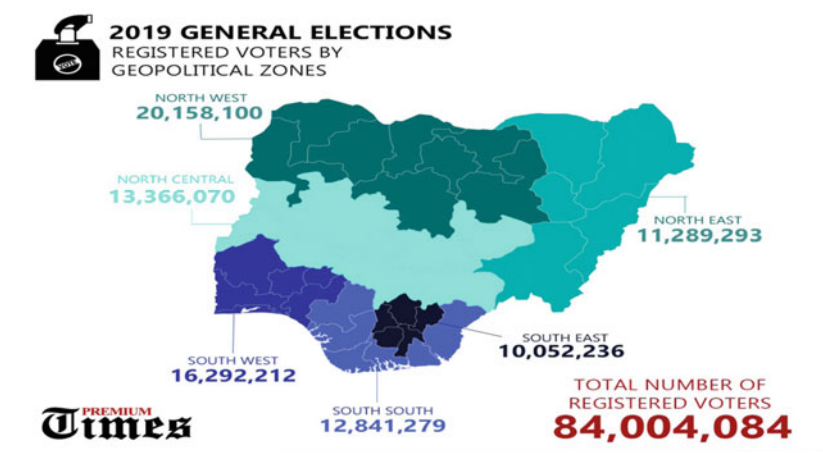 2019 GENERAL ELECTIONS
REGISTERED VOTERS BY
GEOPOLITICAL ZONES
NORTH WEST
20,158,100
NORTH CENTRAL
13,366,070
NORTH EAST
11,289,293
SOUTH EAST
10,052,236
SOUTH WEST
16,292,212
SOUTH SOUTH
12,841,279
TOTAL NUMBER OF
REGISTERED VOTERS
84,004,084
PREMIUM
Times